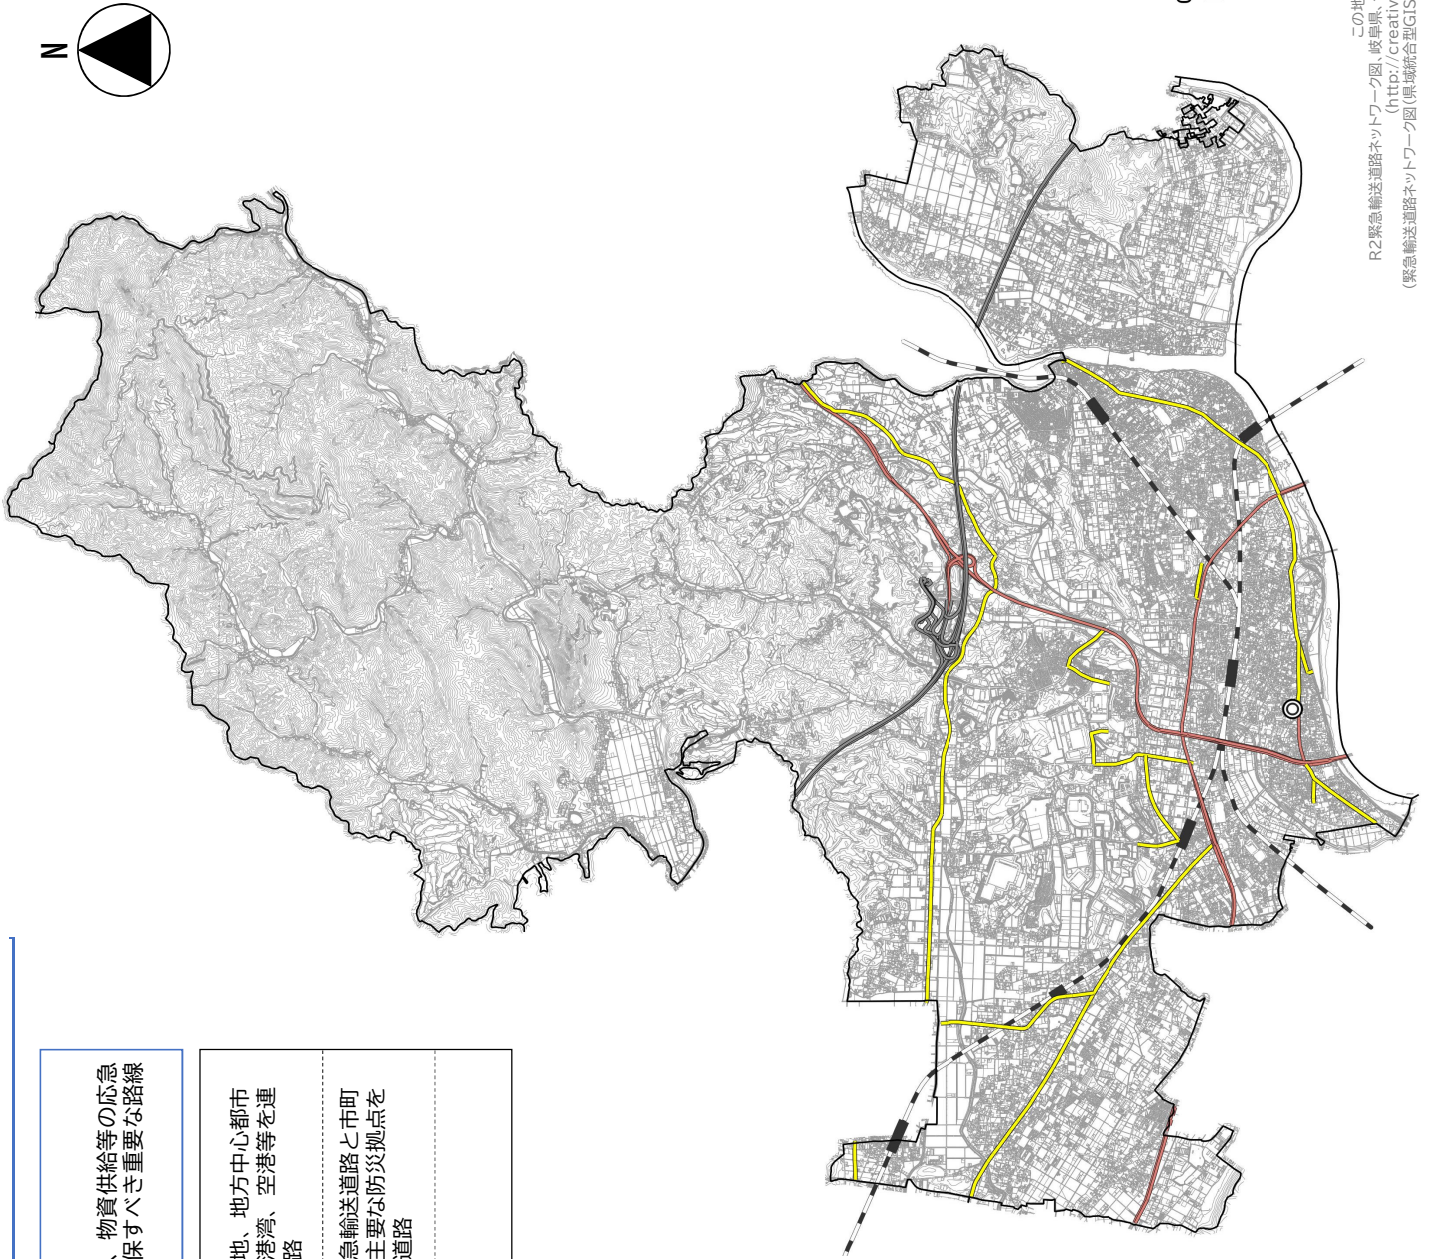 N
、物資供給等の応急
保すべき重要な路線
地、地方中心都市
港湾、空港等を連
路
急輸送道路と市町
主要な防災拠点を
道路
この地
R2緊急輸送道路ネットワーク図、岐阜県、
(http://creativ
(緊急輸送道路ネットワーク図(県域統合型GIS